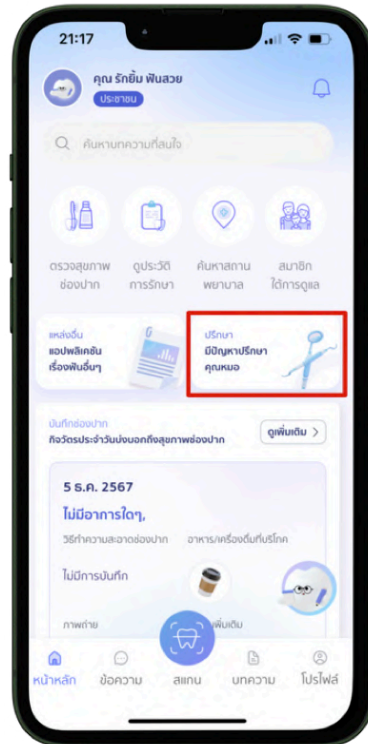 21:17
คุณ รักยิ้ม ฟันสวย
ประชาชน
ค้นหาบทความที่สนใจ
ตรวจสุขภาพ
ช่องปาก
ดูประวัติ
การรักษา
ค้นหาสถาน
พยาบาล
สมาชิก
ใต้การดูแล
แหล่งอื่น
แอปพลิเคชัน
เรื่องฟันอื่นๆ
ปรึกษา
มีปัญหาปรึกษา
คุณหมอ
บันทึกช่องปาก
กิจวัตรประจำวันบ่งบอกถึงสุขภาพช่องปาก
ดูเพิ่มเติม >
5 ธ.ค. 2567
ไม่มีอาการใดๆ,
วิธีทำความสะอาดช่องปาก
อาหาร/เครื่องดื่มที่บริโภค
ไม่มีการบันทึก
ภาพถ่าย
เพิ่มเติม
หน้าหลัก
ข้อความ
สแกน
บทความ
โปรไฟล์